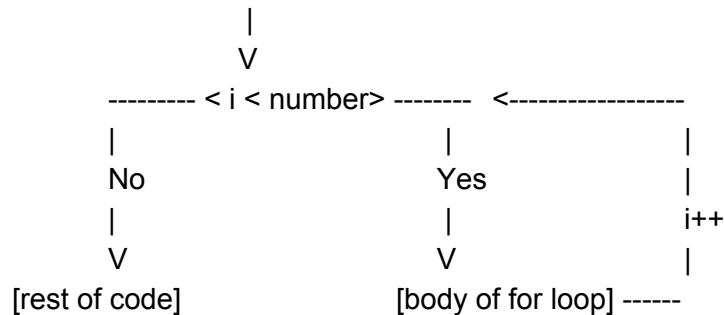 |
V
--------- < i < number> -------- <------------------
| | |
No Yes |
| | i++
V V |
[rest of code] [body of for loop] ------